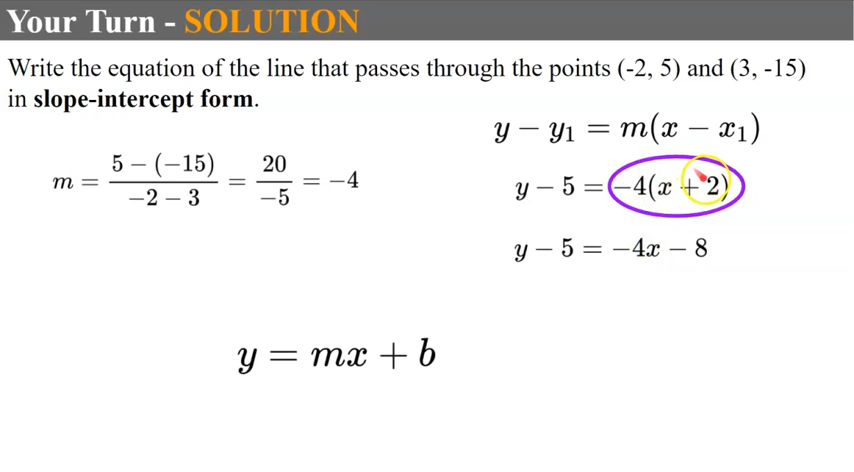 Your Turn - SOLUTION
Write the equation of the line that passes through the points (-2, 5) and (3, -15)
in slope-intercept form.
y − y₁ = m(x − x₁)
m = 5 − (−15) / −2 − 3 = 20 / −5 = −4
y − 5 = −4(x + 2)
y − 5 = −4x − 8
y = mx + b